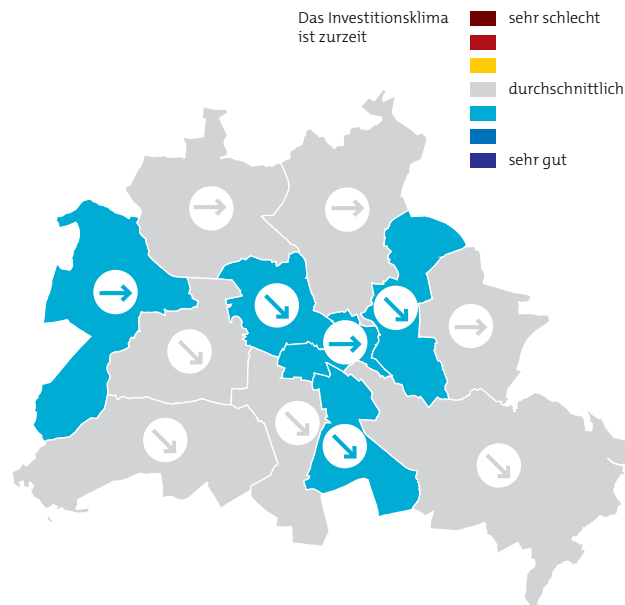 Das Investitionsklima
ist zurzeit
sehr schlecht
durchschnittlich
sehr gut